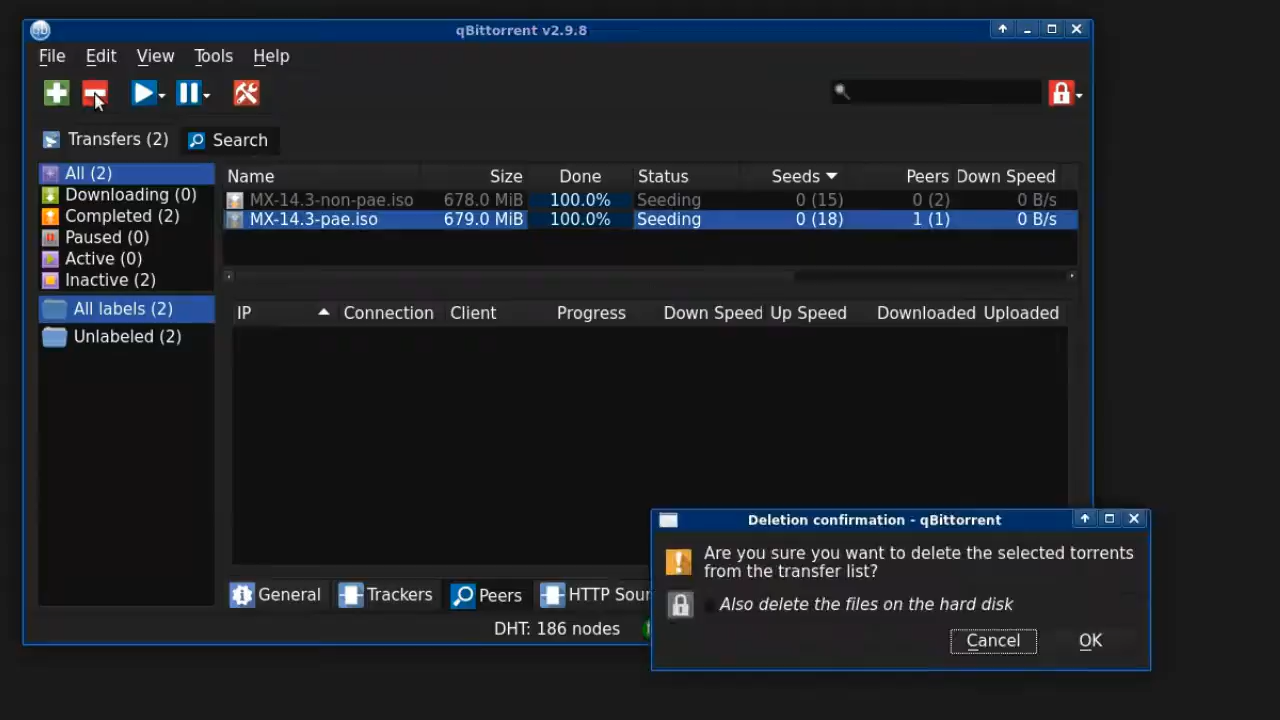 qBittorrent v2.9.8
File Edit View Tools Help
Transfers (2) Search
All (2)
Downloading (0)
Completed (2)
Paused (0)
Active (0)
Inactive (2)
All labels (2)
Unlabeled (2)
Name Size Done Status Seeds Peers Down Speed
MX-14.3-non-pae.iso 678.0 MiB 100.0% Seeding 0 (15) 0 (2) 0 B/s
MX-14.3-pae.iso 679.0 MiB 100.0% Seeding 0 (18) 1 (1) 0 B/s
IP Connection Client Progress Down Speed Up Speed Downloaded Uploaded
General Trackers Peers HTTP Sour
DHT: 186 nodes
Deletion confirmation - qBittorrent
Are you sure you want to delete the selected torrents
from the transfer list?
Also delete the files on the hard disk
Cancel OK